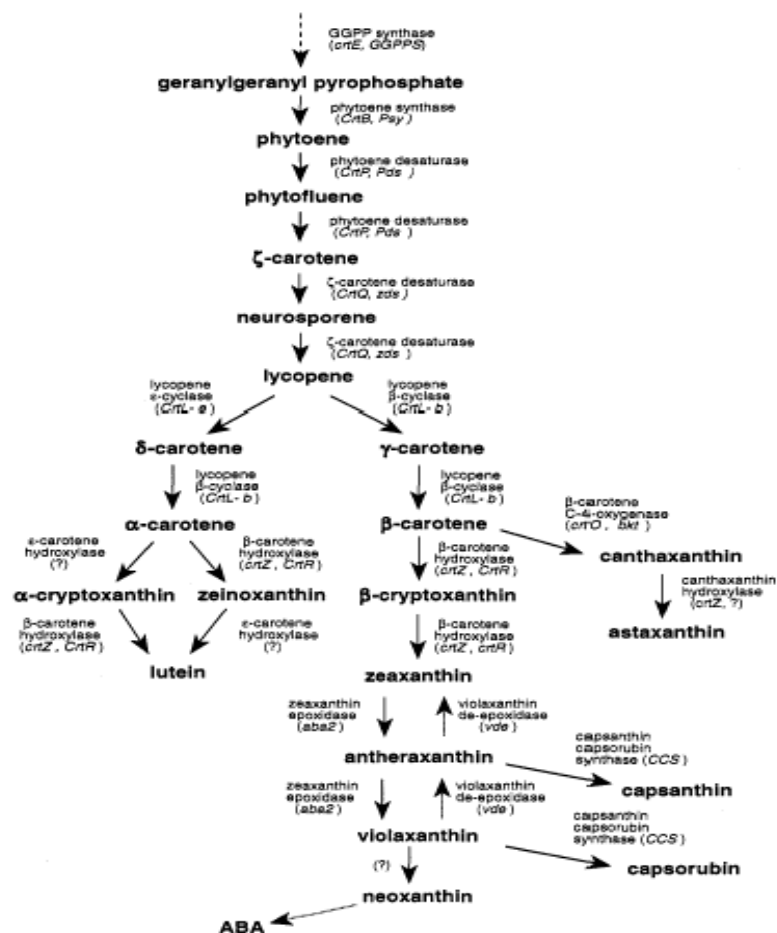 GGPP synthase
(crtE, GGPPS)
geranylgeranyl pyrophosphate
phytoene synthase
(CrtB, Psy)
phytoene
phytoene desaturase
(CrtP, Pds )
phytofluene
phytoene desaturase
(CrtP, Pds )
ζ-carotene
ζ-carotene desaturase
(CrtQ, zds )
neurosporene
ζ-carotene desaturase
(CrtQ, zds )
lycopene
lycopene
ε-cyclase
(CrtL- e)
lycopene
β-cyclase
(CrtL- b)
δ-carotene
γ-carotene
lycopene
β-cyclase
(CrtL- b)
lycopene
β-cyclase
(CrtL- b)
α-carotene
β-carotene
β-carotene
C-4-oxygenase
(crtO , bkt )
ε-carotene
hydroxylase
(?)
β-carotene
hydroxylase
(crtZ , CrtR)
β-carotene
hydroxylase
(crtZ , CrtR)
canthaxanthin
α-cryptoxanthin
zeinoxanthin
β-cryptoxanthin
canthaxanthin
hydroxylase
(crtZ, ?)
astaxanthin
β-carotene
hydroxylase
(crtZ , CrtR)
ε-carotene
hydroxylase
(?)
β-carotene
hydroxylase
(crtZ , crtR)
lutein
zeaxanthin
zeaxanthin
epoxidase
(aba2)
violaxanthin
de-epoxidase
(vde )
antheraxanthin
capsanthin
capsorubin
synthase (CCS)
capsanthin
zeaxanthin
epoxidase
(aba2)
violaxanthin
de-epoxidase
(vde )
violaxanthin
capsanthin
capsorubin
synthase (CCS)
capsorubin
(?)
neoxanthin
ABA